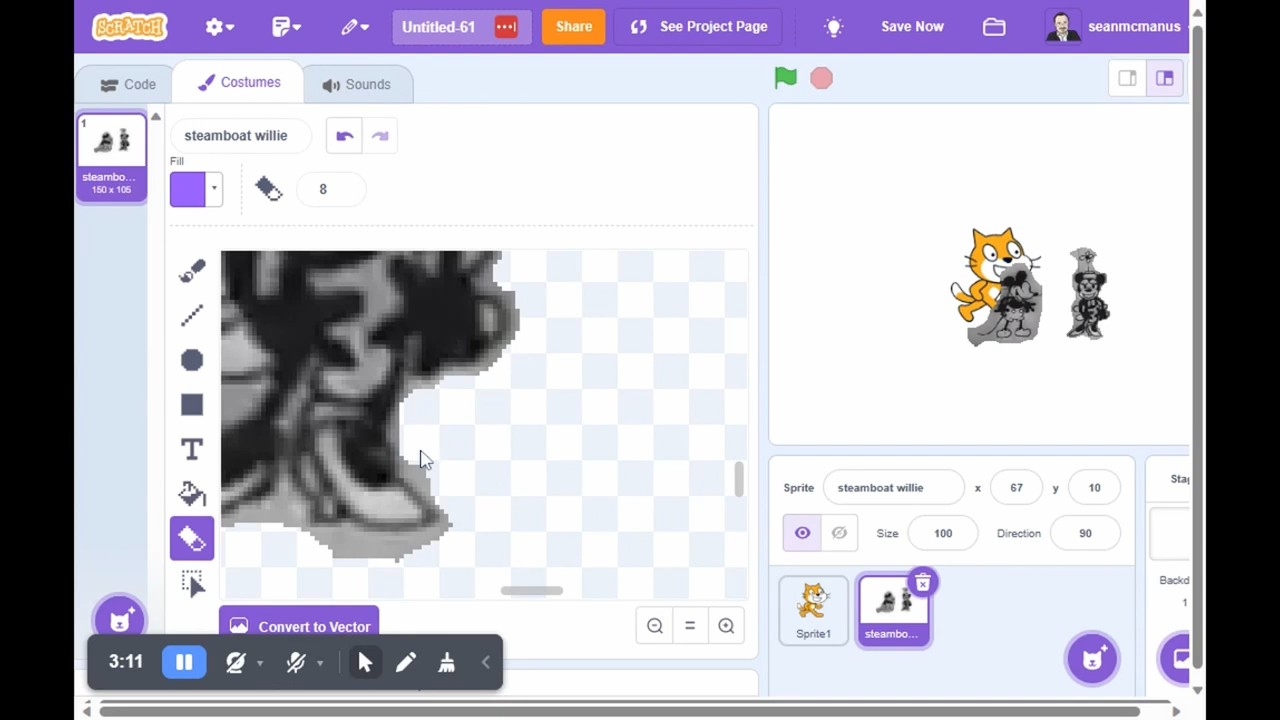 SCRATCH
Untitled-61
Share
See Project Page
Save Now
seanmcmanus
Code
Costumes
Sounds
1
steambo...
150 x 105
steamboat willie
Fill
8
T
Convert to Vector
Sprite
steamboat willie
x
67
y
10
Size
100
Direction
90
Sprite1
steambo...
Stag
Backd
1
3:11